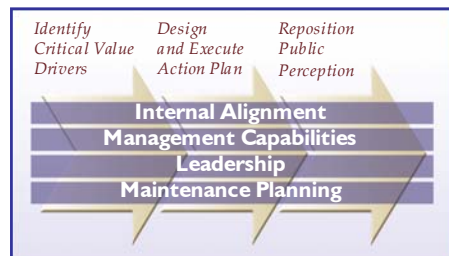 Identify
Critical Value
Drivers
Design
and Execute
Action Plan
Reposition
Public
Perception
Internal Alignment
Management Capabilities
Leadership
Maintenance Planning